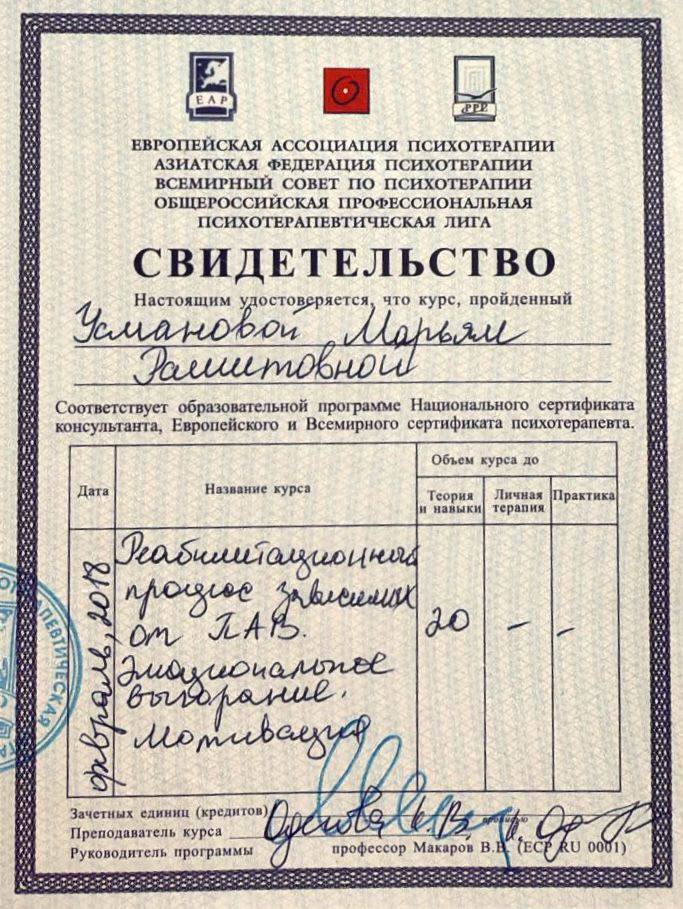 ЕАР
РРЕ
ЕВРОПЕЙСКАЯ АССОЦИАЦИЯ ПСИХОТЕРАПИИ
АЗИАТСКАЯ ФЕДЕРАЦИЯ ПСИХОТЕРАПИИ
ВСЕМИРНЫЙ СОВЕТ ПО ПСИХОТЕРАПИИ
ОБЩЕРОССИЙСКАЯ ПРОФЕССИОНАЛЬНАЯ
ПСИХОТЕРАПЕВТИЧЕСКАЯ ЛИГА
СВИДЕТЕЛЬСТВО
Настоящим удостоверяется, что курс, пройденный
Усмановой Марьям
Рашитовной
Соответствует образовательной программе Национального сертификата
консультанта, Европейского и Всемирного сертификата психотерапевта.
Дата
Название курса
Объем курса до
Теория
и навыки
Личная
терапия
Практика
февраль, 2018
Реабилитационный
процесс зависимых
от ПАВ.
Эмоциональное
выгорание.
Мотивация
20
–
–
Зачетных единиц (кредитов)
прописью
Преподаватель курса
Руководитель программы
профессор Макаров В.В. (ECP RU 0001)